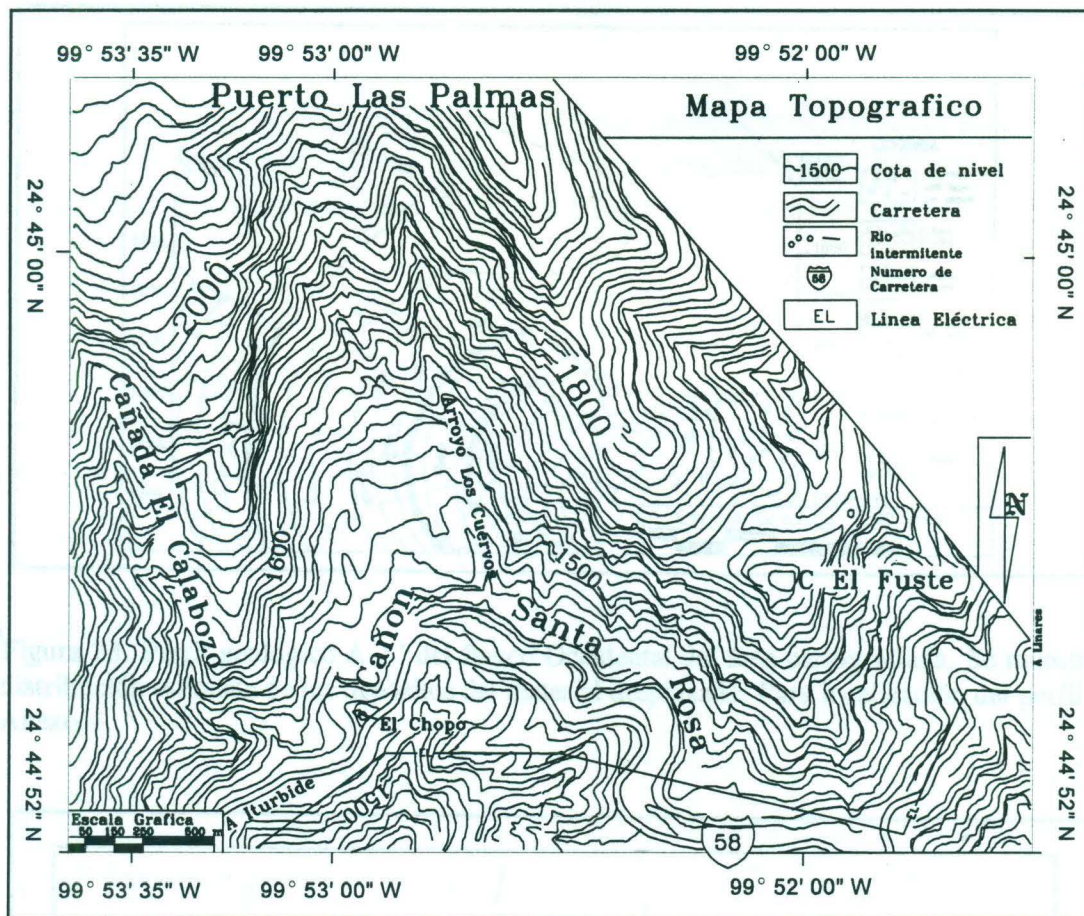 99° 53' 35" W 99° 53' 00" W 99° 52' 00" W
Puerto Las Palmas
Mapa Topografico
~1500~ Cota de nivel
Carretera
Rio
intermitente
58 Numero de
Carretera
EL Linea Eléctrica
24° 45' 00" N
24° 45' 00" N
2000
1800
Cañada El Calabozo
Arroyo Los Cuervos
1600
1500
C El Fuste
N
Cañon Santa Rosa
El Chopo
A Linares
A Iturbide
1500
24° 44' 52" N
24° 44' 52" N
Escala Grafica
50 150 250 500 m
58
99° 53' 35" W 99° 53' 00" W 99° 52' 00" W